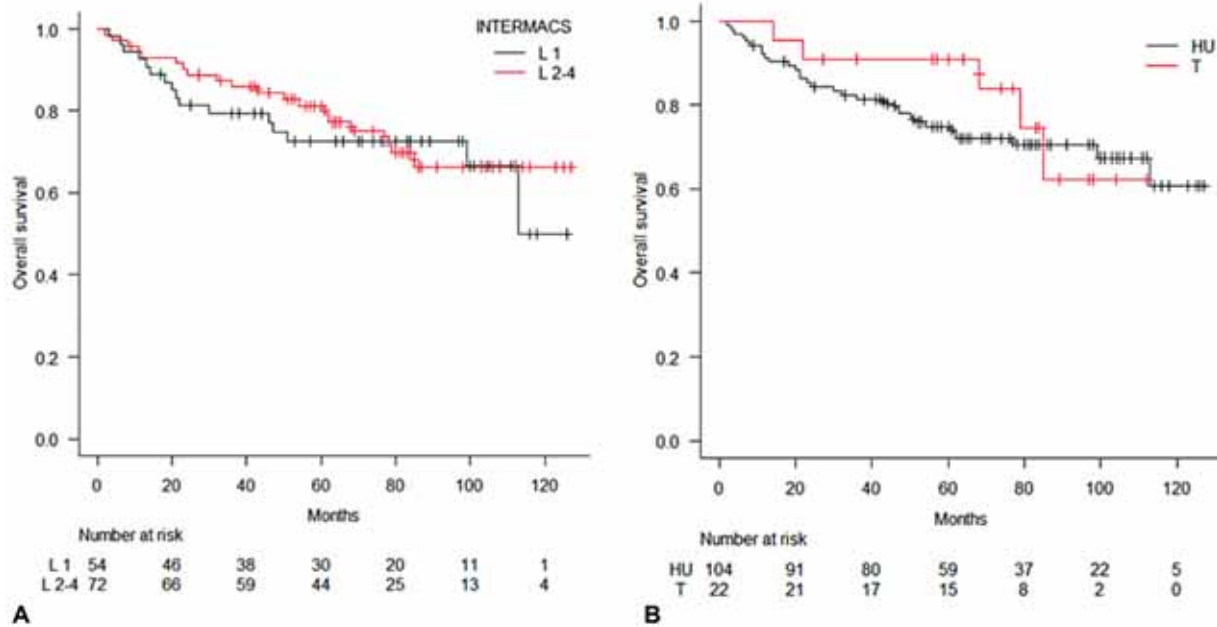 INTERMACS
L 1
L 2-4
Overall survival
1.0
0.8
0.6
0.4
0.2
0.0
0 20 40 60 80 100 120
Months
Number at risk
L 1 54 46 38 30 20 11 1
L 2-4 72 66 59 44 25 13 4
A
HU
T
Overall survival
1.0
0.8
0.6
0.4
0.2
0.0
0 20 40 60 80 100 120
Months
Number at risk
HU 104 91 80 59 37 22 5
T 22 21 17 15 8 2 0
B